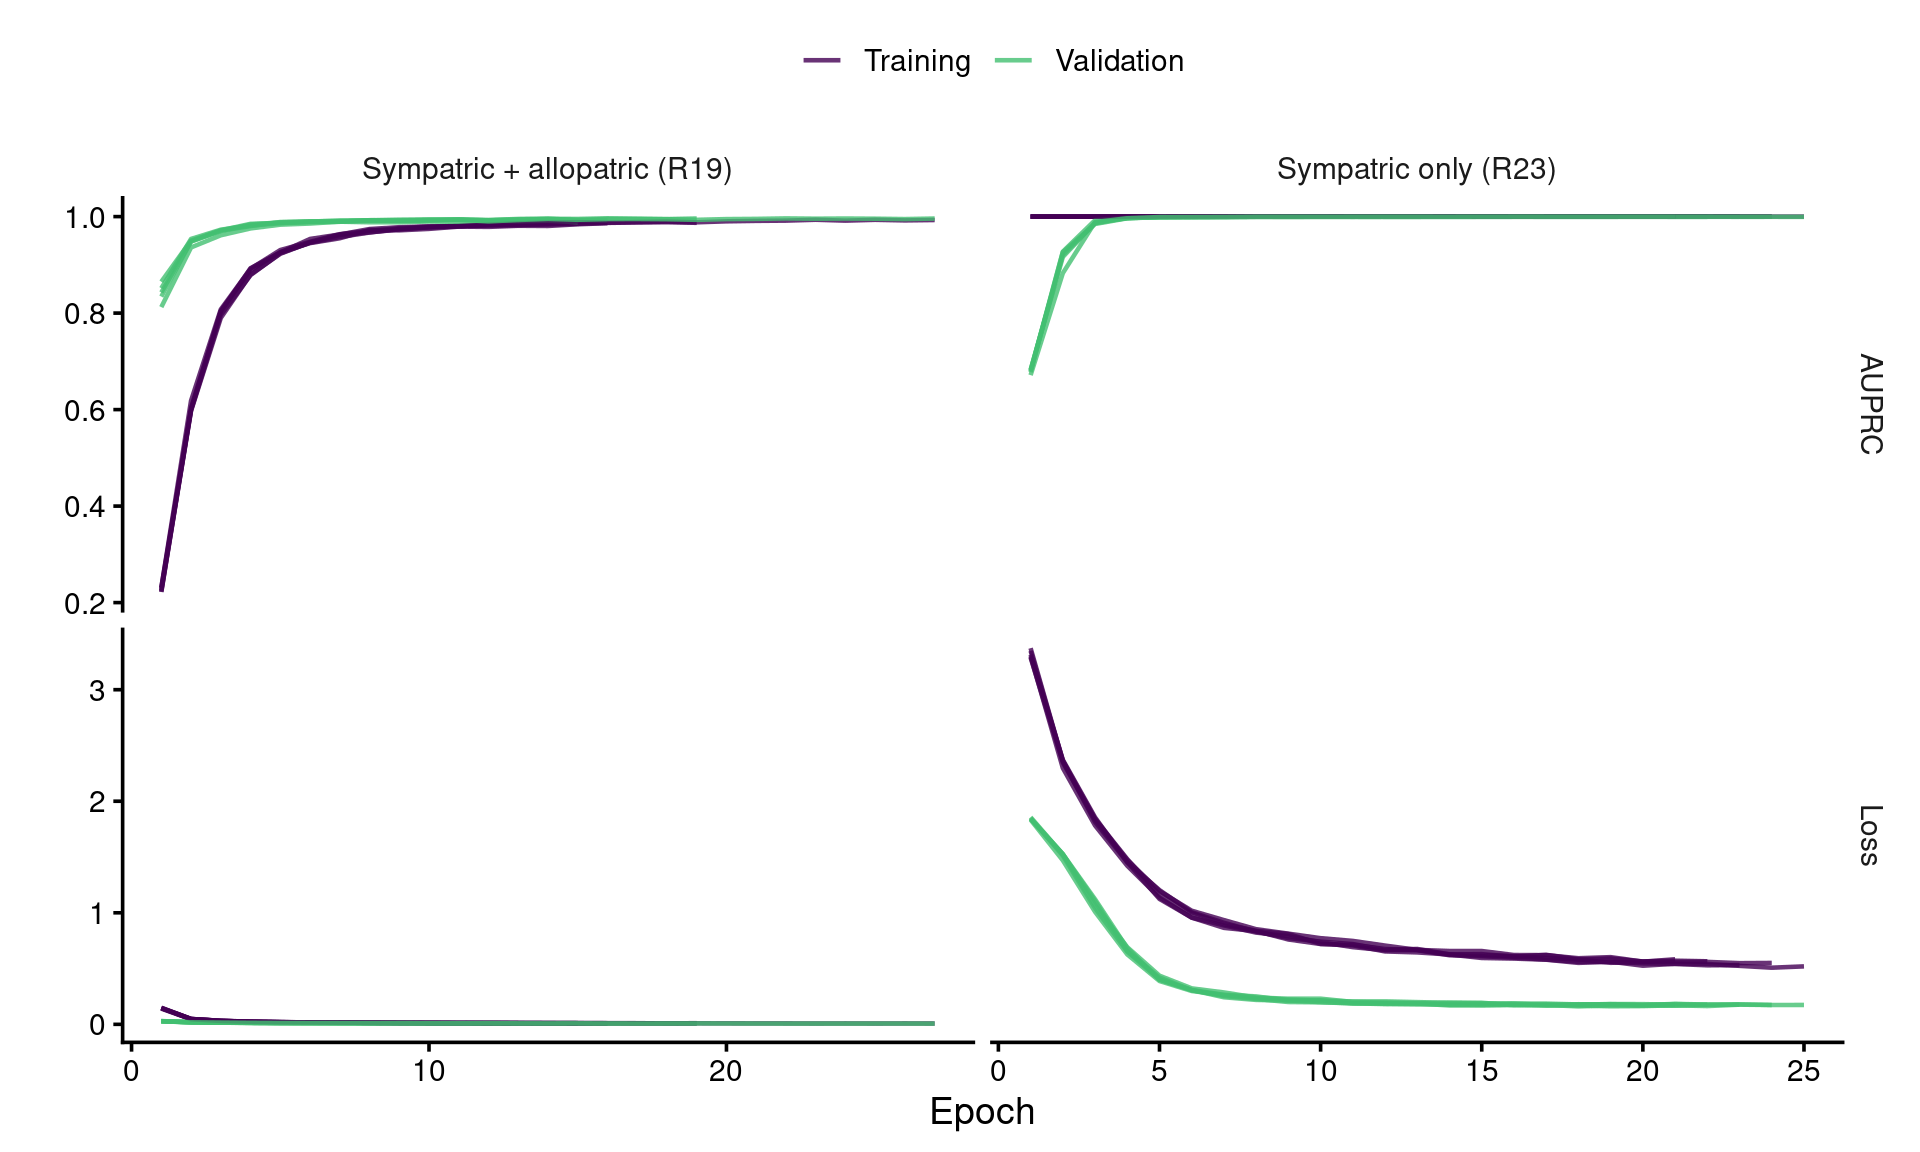 Training Validation
Sympatric + allopatric (R19)
Sympatric only (R23)
1.0
0.8
0.6
0.4
0.2
AUPRC
3
2
1
0
Loss
0 10 20
0 5 10 15 20 25
Epoch